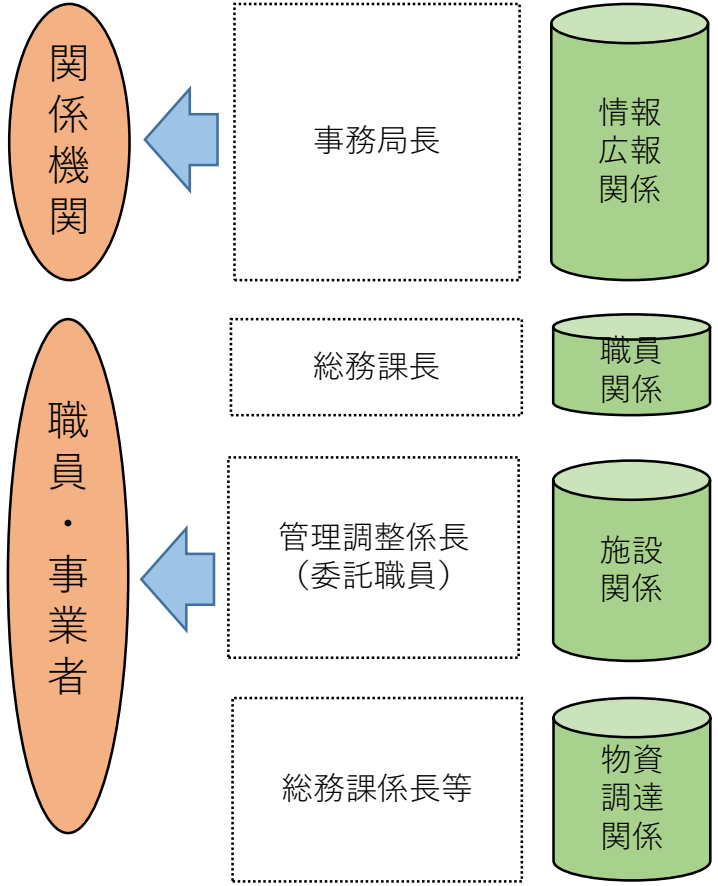 関係機関
事務局長
情報
広報
関係
職員・事業者
総務課長
職員
関係
管理調整係長
（委託職員）
施設
関係
総務課係長等
物資
調達
関係